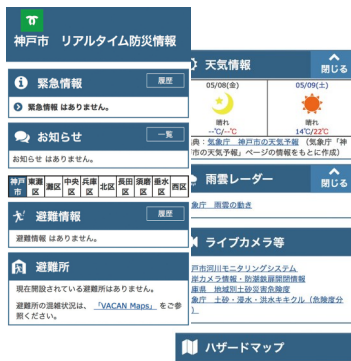 神戸市 リアルタイム防災情報
緊急情報
履歴
緊急情報 はありません。
お知らせ
一覧
お知らせ はありません。
神戸市 東灘区 灘区 中央区 兵庫区 北区 長田区 須磨区 垂水区 西区
避難情報
履歴
避難情報 はありません。
避難所
現在開設されている避難所はありません。
避難所の混雑状況は、「VACAN Maps」をご参
照ください。
天気情報
閉じる
05/08(金) 05/09(土)
晴れ 晴れ
--℃/--℃ 14℃/22℃
典：気象庁 神戸市の天気予報 （気象庁「神
市の天気予報」ページの情報をもとに作成）
雨雲レーダー
閉じる
象庁 雨雲の動き
ライブカメラ等
戸市河川モニタリングシステム
岸カメラ情報・防潮鉄扉開閉情報
庫県 地域別土砂災害危険度
象庁 土砂・浸水・洪水キキクル（危険度分
）
ハザードマップ